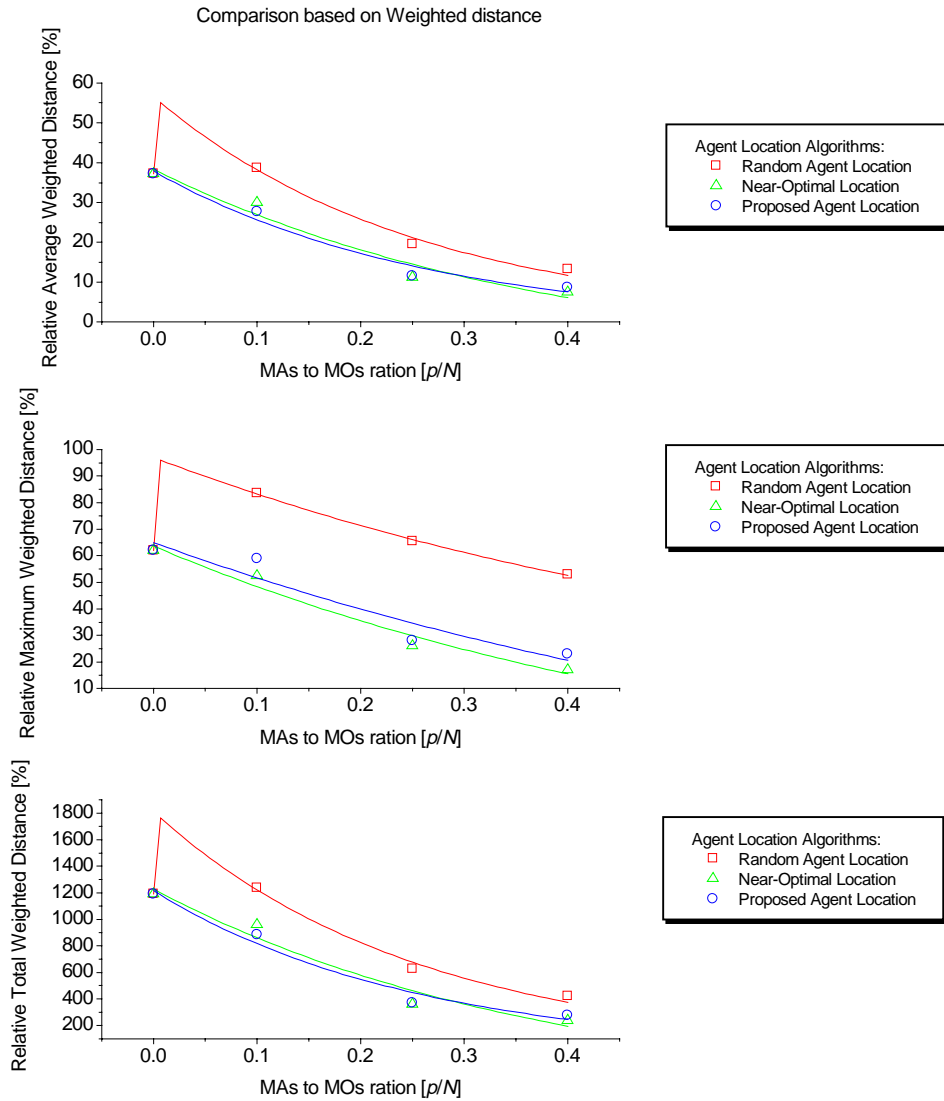 Comparison based on Weighted distance
Relative Average Weighted Distance [%]
60
50
40
30
20
10
0
0.0 0.1 0.2 0.3 0.4
MAs to MOs ration [p/N]
Agent Location Algorithms:
Random Agent Location
Near-Optimal Location
Proposed Agent Location
Relative Maximum Weighted Distance [%]
100
90
80
70
60
50
40
30
20
10
0.0 0.1 0.2 0.3 0.4
MAs to MOs ration [p/N]
Agent Location Algorithms:
Random Agent Location
Near-Optimal Location
Proposed Agent Location
Relative Total Weighted Distance [%]
1800
1600
1400
1200
1000
800
600
400
200
0.0 0.1 0.2 0.3 0.4
MAs to MOs ration [p/N]
Agent Location Algorithms:
Random Agent Location
Near-Optimal Location
Proposed Agent Location